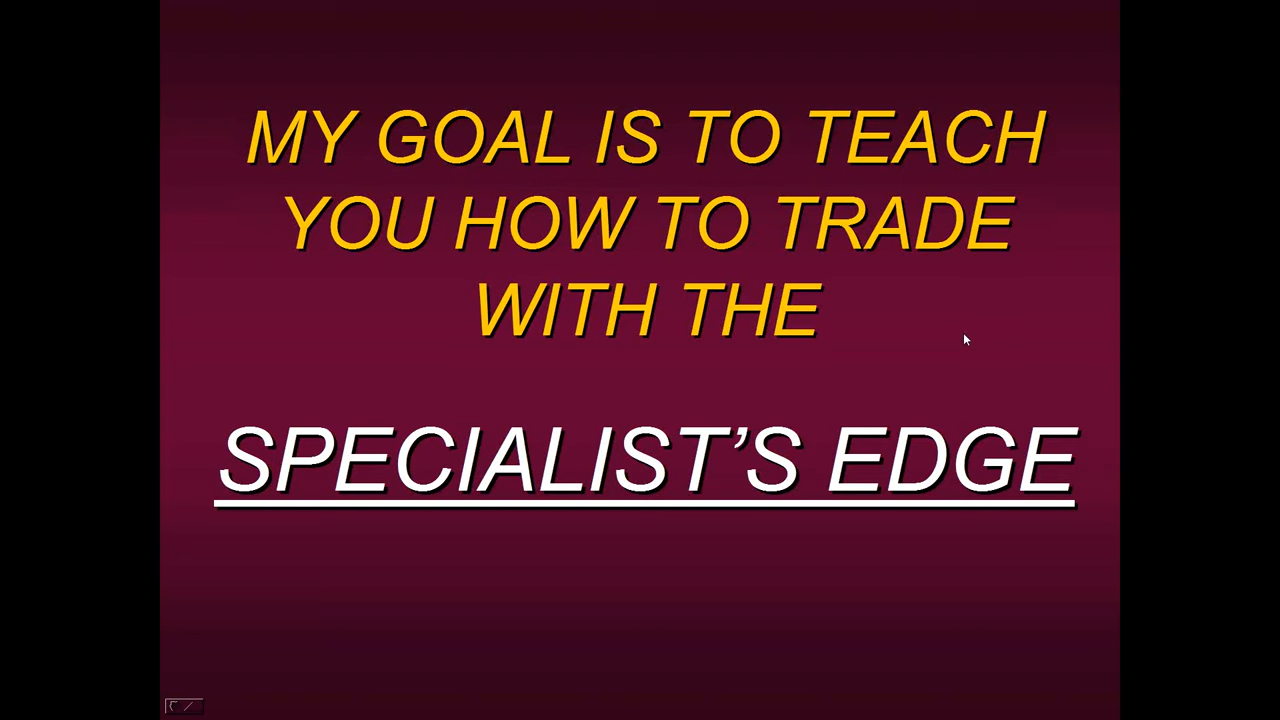 MY GOAL IS TO TEACH
YOU HOW TO TRADE
WITH THE
SPECIALIST’S EDGE